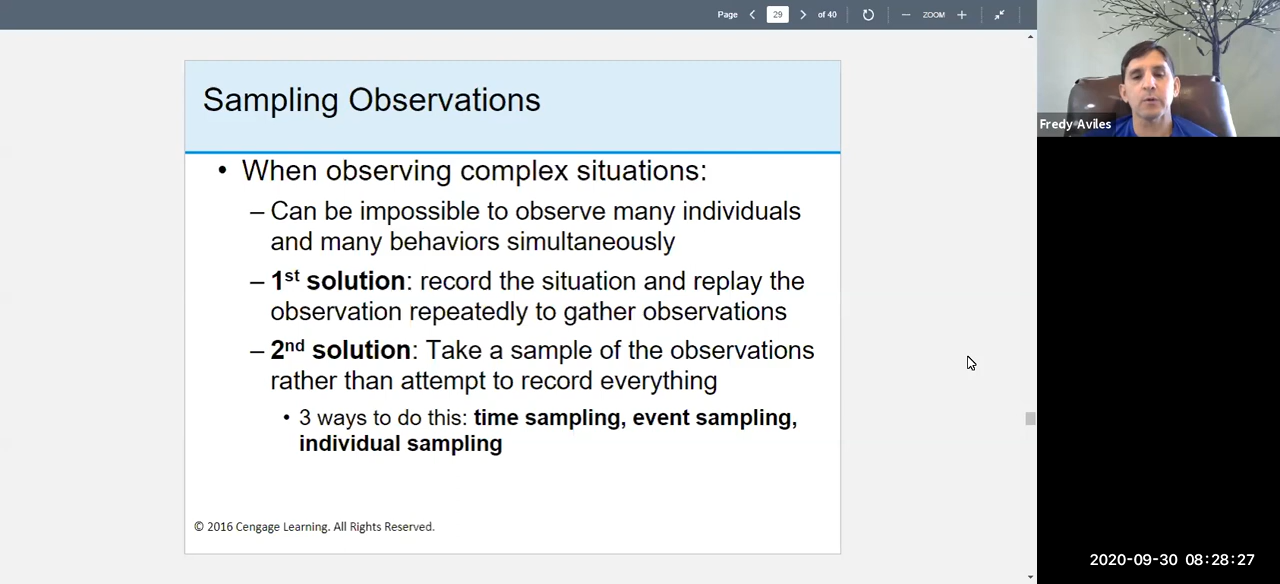 Page 29 of 40 ZOOM
Sampling Observations
• When observing complex situations:
– Can be impossible to observe many individuals
and many behaviors simultaneously
– 1st solution: record the situation and replay the
observation repeatedly to gather observations
– 2nd solution: Take a sample of the observations
rather than attempt to record everything
• 3 ways to do this: time sampling, event sampling,
individual sampling
© 2016 Cengage Learning. All Rights Reserved.
Fredy Aviles
2020-09-30 08:28:27